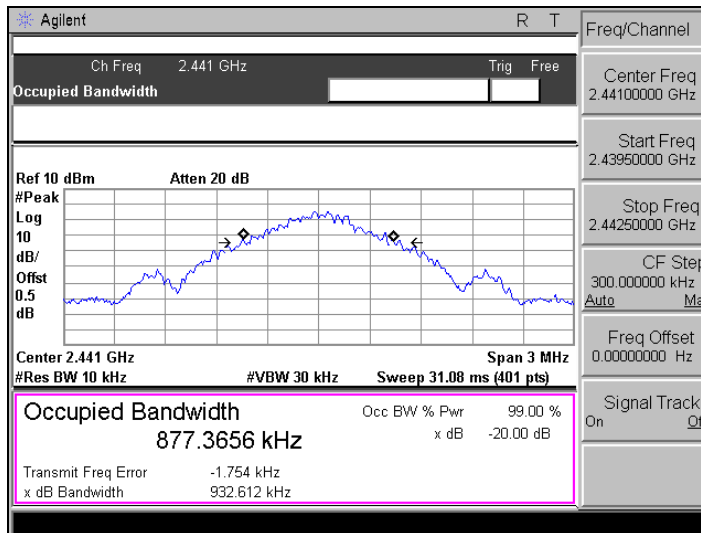 Agilent R T
Ch Freq 2.441 GHz Trig Free
Occupied Bandwidth
Ref 10 dBm Atten 20 dB
#Peak
Log
10
dB/
Offst
0.5
dB
Center 2.441 GHz Span 3 MHz
#Res BW 10 kHz #VBW 30 kHz Sweep 31.08 ms (401 pts)
Occupied Bandwidth Occ BW % Pwr 99.00 %
877.3656 kHz x dB -20.00 dB
Transmit Freq Error -1.754 kHz
x dB Bandwidth 932.612 kHz
Freq/Channel
Center Freq
2.44100000 GHz
Start Freq
2.43950000 GHz
Stop Freq
2.44250000 GHz
CF Step
300.000000 kHz
Auto Ma
Freq Offset
0.00000000 Hz
Signal Track
On Of